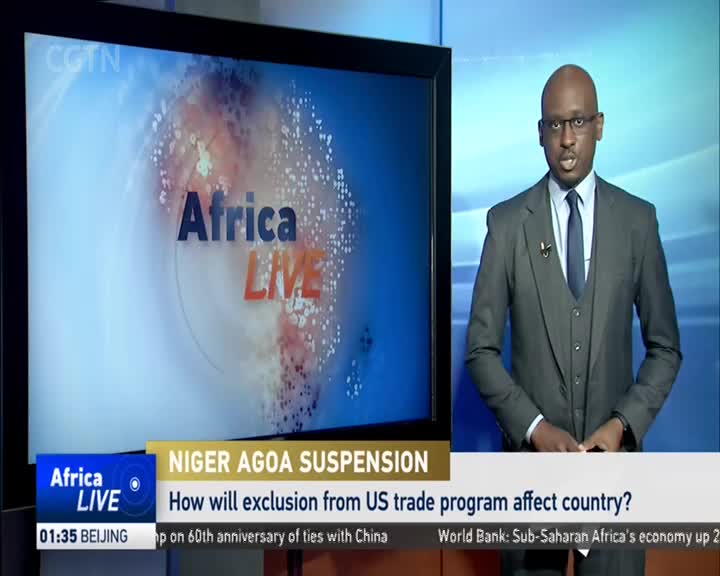 CGTN
Africa
LIVE
NIGER AGOA SUSPENSION
Africa
LIVE
How will exclusion from US trade program affect country?
01:35 BEIJING
on 60th anniversary of ties with China
World Bank: Sub-Saharan Africa's economy up